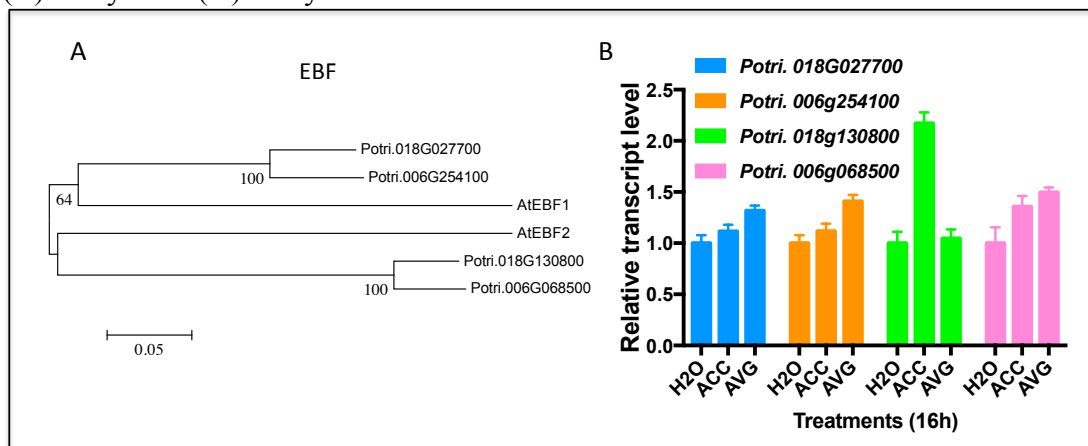 A
EBF
Potri.018G027700
Potri.006G254100
100
64
AtEBF1
AtEBF2
Potri.018G130800
Potri.006G068500
100
0.05
B
Potri. 018G027700
Potri. 006g254100
Potri. 018g130800
Potri. 006g068500
Relative transcript level
2.5
2.0
1.5
1.0
0.5
0.0
H2O ACC AVG H2O ACC AVG H2O ACC AVG H2O ACC AVG
Treatments (16h)